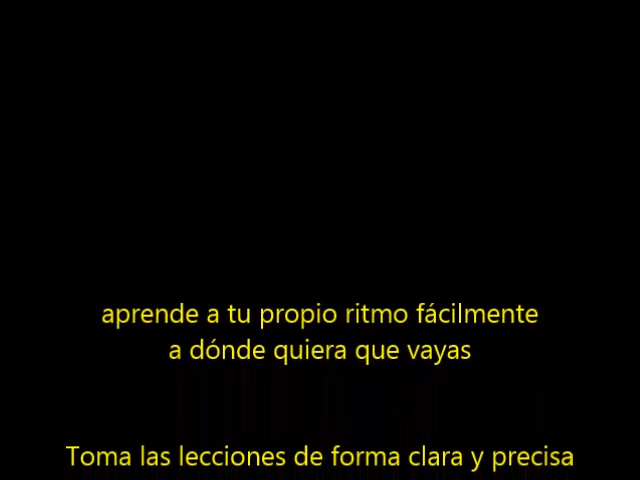 aprende a tu propio ritmo fácilmente
a dónde quiera que vayas
Toma las lecciones de forma clara y precisa